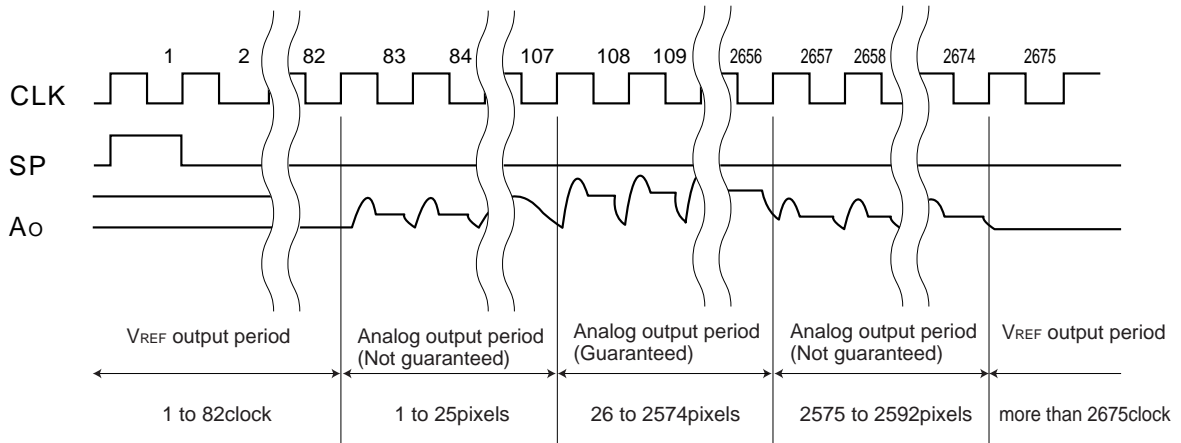 1 2 82 83 84 107 108 109 2656 2657 2658 2674 2675
CLK
SP
AO
VREF output period
Analog output period
(Not guaranteed)
Analog output period
(Guaranteed)
Analog output period
(Not guaranteed)
VREF output period
1 to 82clock
1 to 25pixels
26 to 2574pixels
2575 to 2592pixels
more than 2675clock